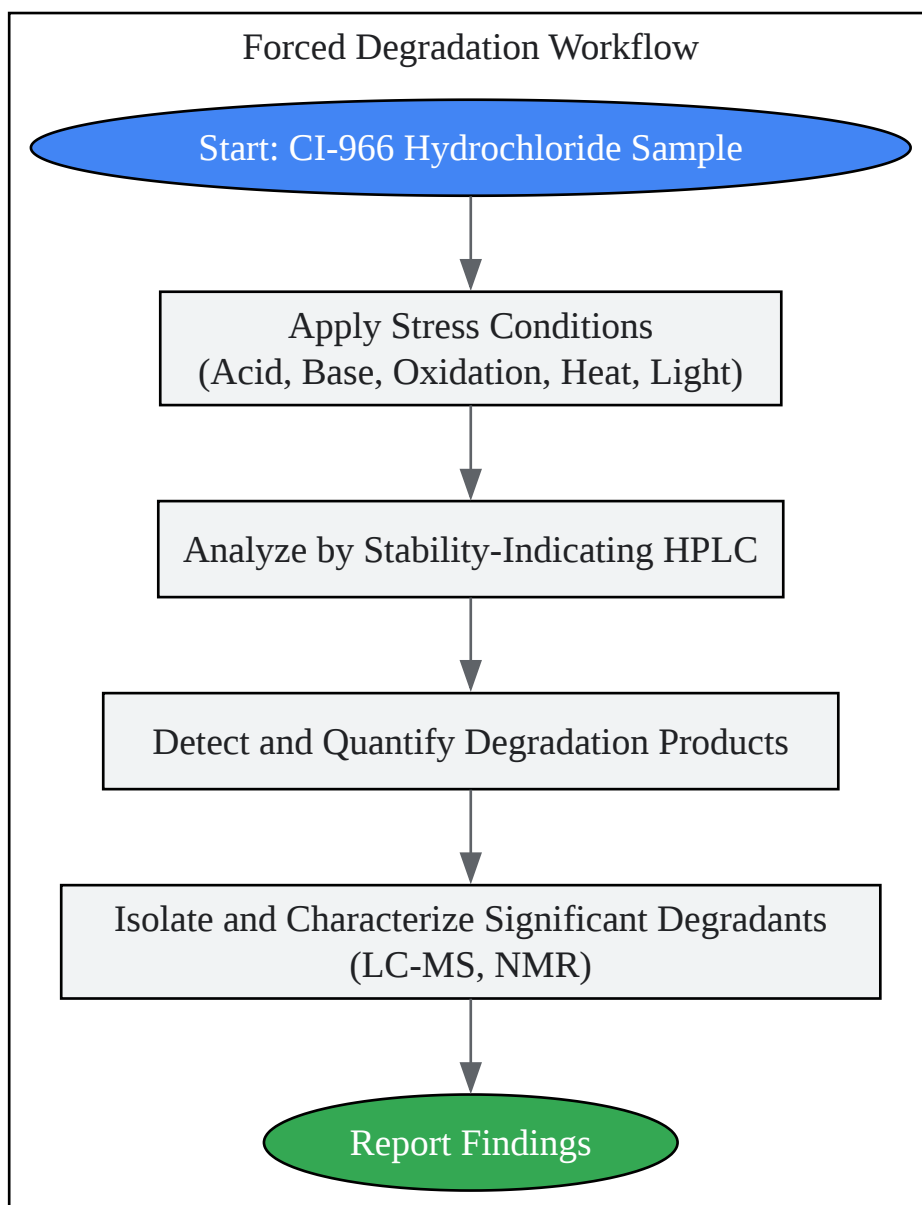 Forced Degradation Workflow
Start: CI-966 Hydrochloride Sample
Apply Stress Conditions
(Acid, Base, Oxidation, Heat, Light)
Analyze by Stability-Indicating HPLC
Detect and Quantify Degradation Products
Isolate and Characterize Significant Degradants
(LC-MS, NMR)
Report Findings